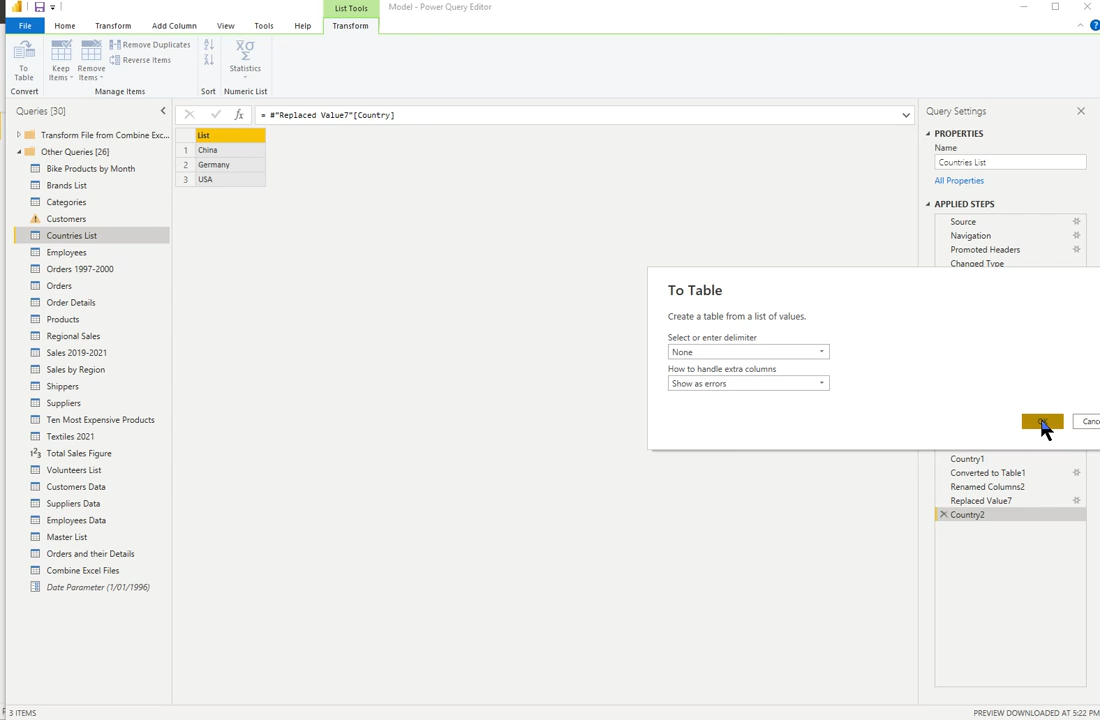 List Tools
Model - Power Query Editor
File
Home
Transform
Add Column
View
Tools
Help
Transform
To Table
Keep Items
Remove Items
Remove Duplicates
Reverse Items
Statistics
Convert
Manage Items
Sort
Numeric List
Queries [30]
Transform File from Combine Exc...
Other Queries [26]
Bike Products by Month
Brands List
Categories
Customers
Countries List
Employees
Orders 1997-2000
Orders
Order Details
Products
Regional Sales
Sales 2019-2021
Sales by Region
Shippers
Suppliers
Ten Most Expensive Products
Textiles 2021
Total Sales Figure
Volunteers List
Customers Data
Suppliers Data
Employees Data
Master List
Orders and their Details
Combine Excel Files
Date Parameter (1/01/1996)
fx
= #"Replaced Value7"[Country]
List
1 China
2 Germany
3 USA
To Table
Create a table from a list of values.
Select or enter delimiter
None
How to handle extra columns
Show as errors
Query Settings
PROPERTIES
Name
Countries List
All Properties
APPLIED STEPS
Source
Navigation
Promoted Headers
Changed Type
Country1
Converted to Table1
Renamed Columns2
Replaced Value7
Country2
3 ITEMS
PREVIEW DOWNLOADED AT 5:22 PM